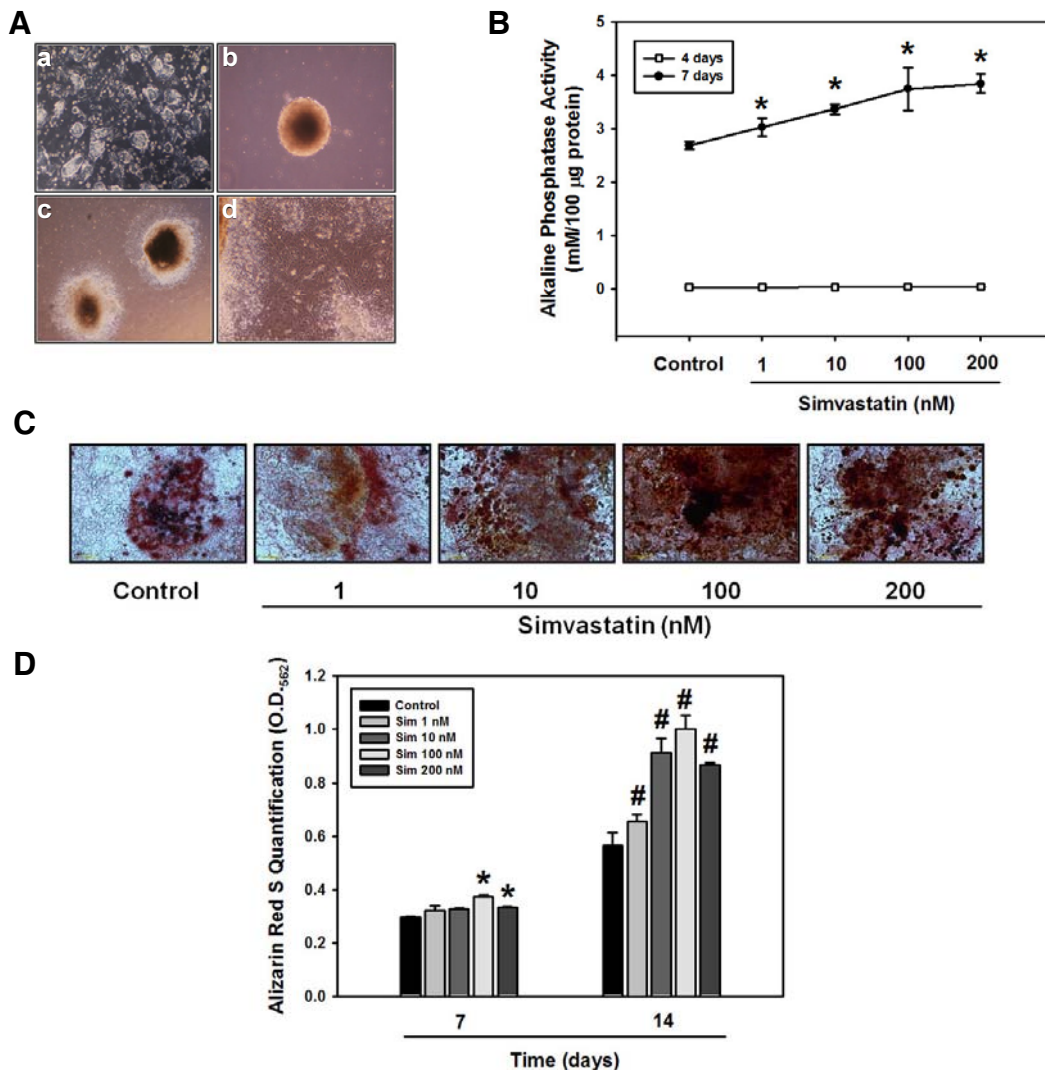 A
a
b
c
d
B
4 days
7 days
*
*
*
*
Alkaline Phosphatase Activity
(mM/100 µg protein)
5
4
3
2
1
0
Control 1 10 100 200
Simvastatin (nM)
C
Control 1 10 100 200
Simvastatin (nM)
D
Alizarin Red S Quantification (O.D-562)
1.2
1.0
0.8
0.6
0.4
0.2
0.0
Control
Sim 1 nM
Sim 10 nM
Sim 100 nM
Sim 200 nM
* *
# # # #
7 14
Time (days)